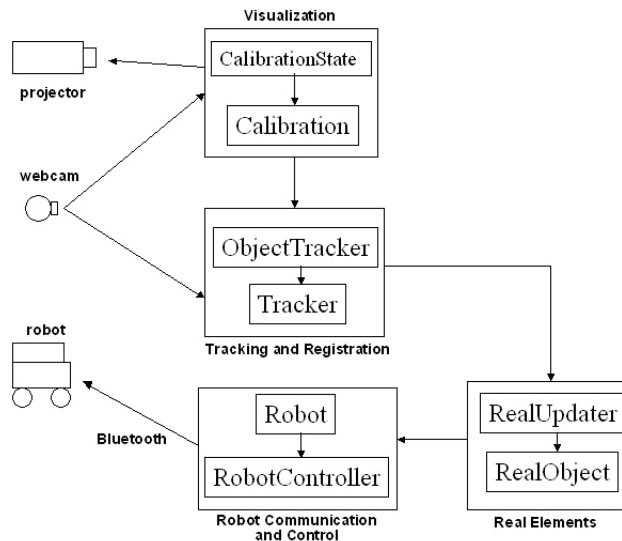 Visualization
CalibrationState
projector
Calibration
webcam
ObjectTracker
Tracker
robot
Tracking and Registration
Robot
RealUpdater
Bluetooth
RobotController
RealObject
Robot Communication
and Control
Real Elements